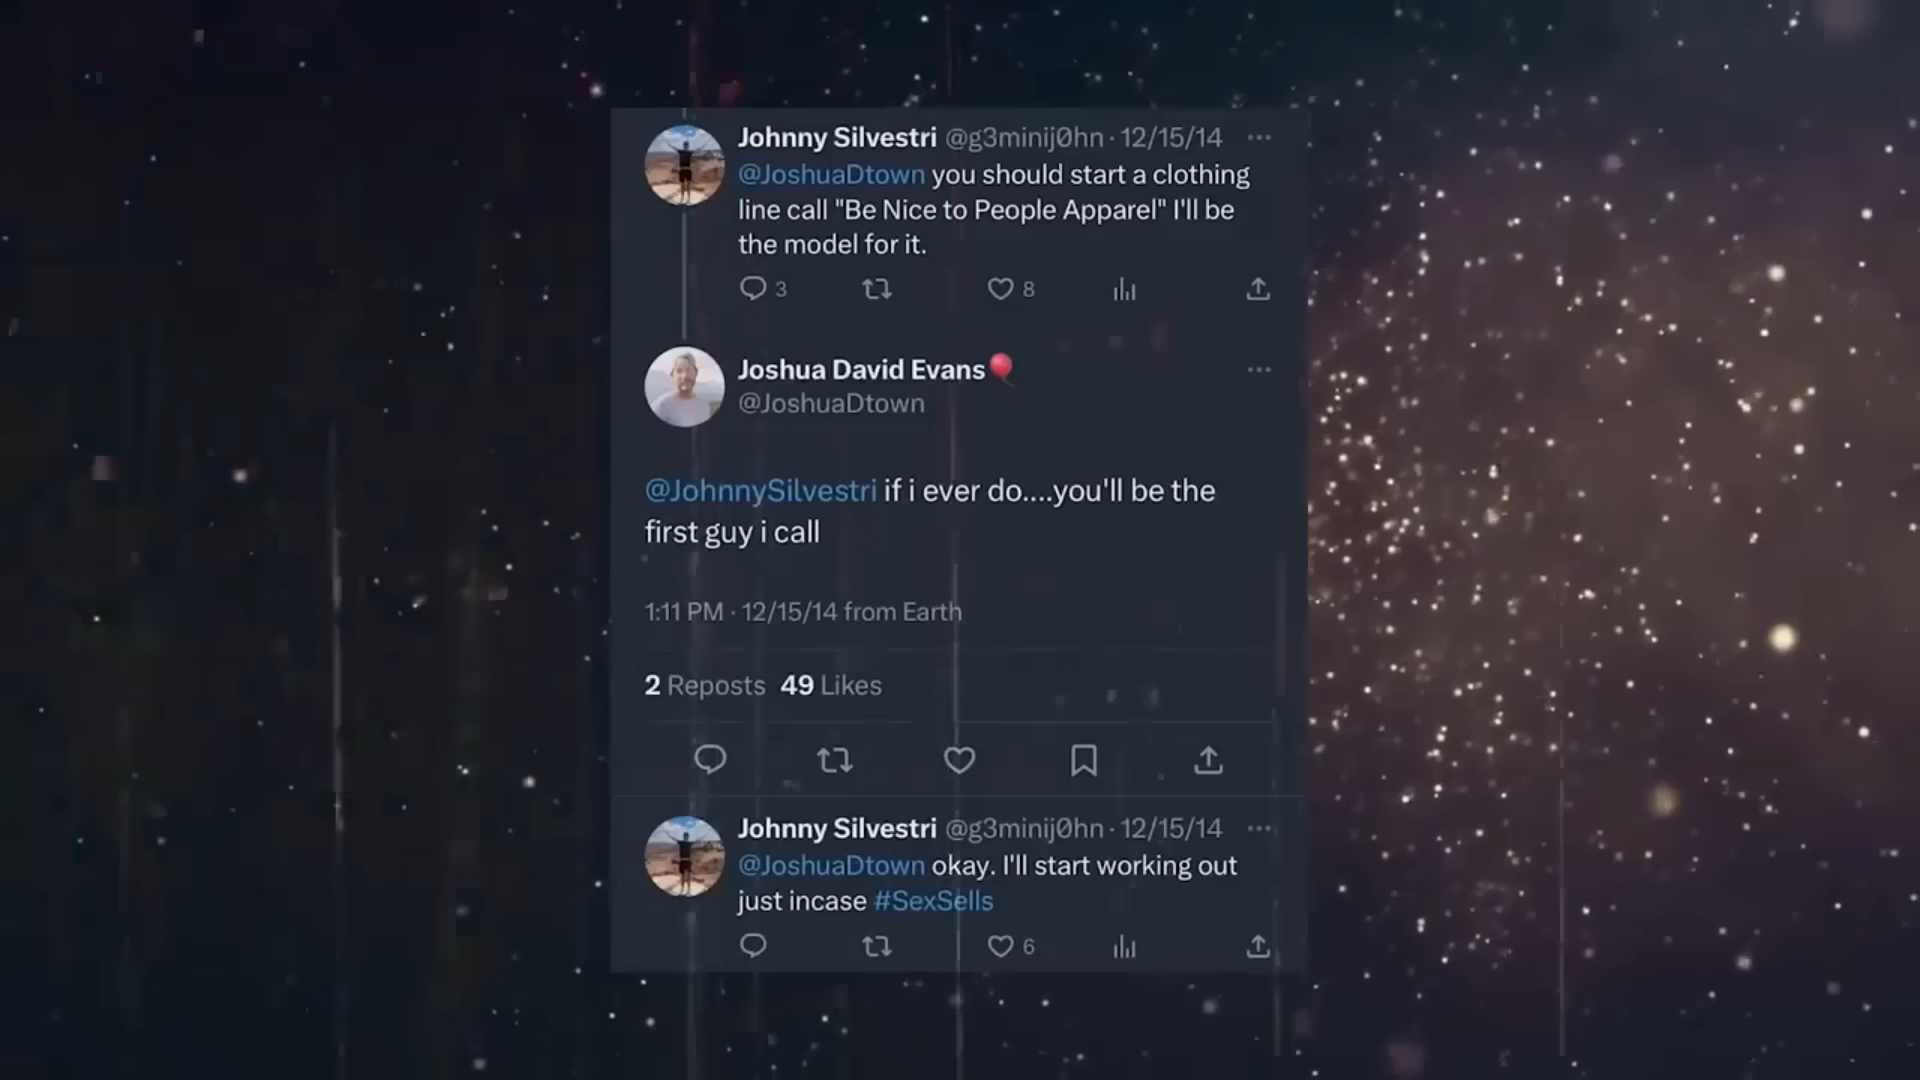 Johnny Silvestri @g3minij0hn · 12/15/14
@JoshuaDtown you should start a clothing
line call "Be Nice to People Apparel" I'll be
the model for it.
3 8
Joshua David Evans🎈
@JoshuaDtown
@JohnnySilvestri if i ever do....you'll be the
first guy i call
1:11 PM · 12/15/14 from Earth
2 Reposts 49 Likes
Johnny Silvestri @g3minij0hn · 12/15/14
@JoshuaDtown okay. I'll start working out
just incase #SexSells
6